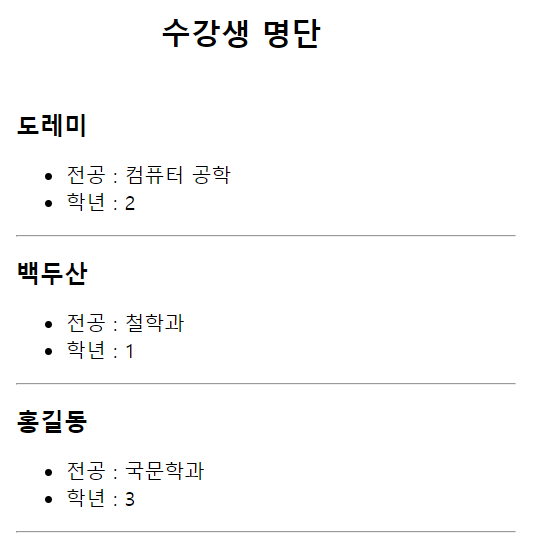 수강생 명단
도레미
전공 : 컴퓨터 공학
학년 : 2
백두산
전공 : 철학과
학년 : 1
홍길동
전공 : 국문학과
학년 : 3